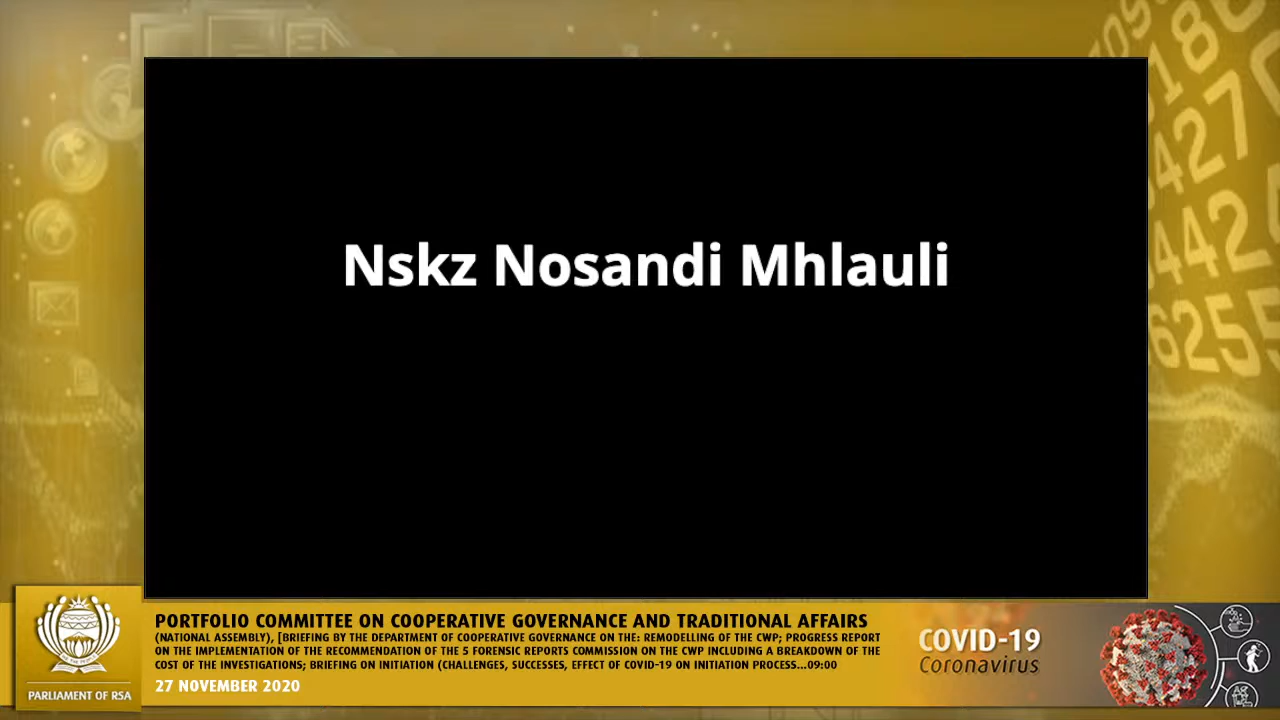 Nskz Nosandi Mhlauli
PORTFOLIO COMMITTEE ON COOPERATIVE GOVERNANCE AND TRADITIONAL AFFAIRS
(NATIONAL ASSEMBLY), [BRIEFING BY THE DEPARTMENT OF COOPERATIVE GOVERNANCE ON THE: REMODELLING OF THE CWP; PROGRESS REPORT
ON THE IMPLEMENTATION OF THE RECOMMENDATION OF THE 5 FORENSIC REPORTS COMMISSION ON THE CWP INCLUDING A BREAKDOWN OF THE
COST OF THE INVESTIGATIONS; BRIEFING ON INITIATION (CHALLENGES, SUCCESSES, EFFECT OF COVID-19 ON INITIATION PROCESS...09:00
27 NOVEMBER 2020
PARLIAMENT OF RSA
COVID-19
Coronavirus